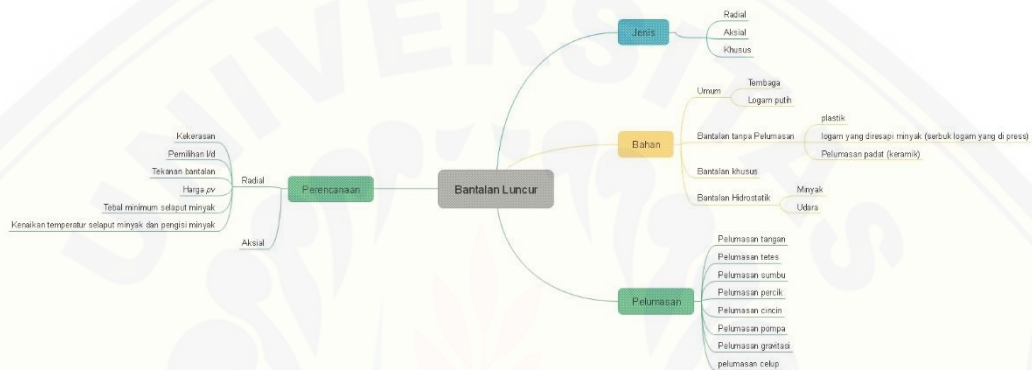 Bantalan Luncur
Jenis
Radial
Aksial
Khusus
Bahan
Umum
Tembaga
Logam putih
Bantalan tanpa Pelumasan
plastik
logam yang diresapi minyak (serbuk logam yang di press)
Pelumasan padat (keramik)
Bantalan khusus
Bantalan Hidrostatik
Minyak
Udara
Pelumasan
Pelumasan tangan
Pelumasan tetes
Pelumasan sumbu
Pelumasan percik
Pelumasan cincin
Pelumasan pompa
Pelumasan gravitasi
pelumasan celup
Perencanaan
Radial
Kekerasan
Pemilihan l/d
Tekanan bantalan
Harga pv
Tebal minimum selaput minyak
Kenaikan temperatur selaput minyak dan pengisi minyak
Aksial
UNIVERSITAS